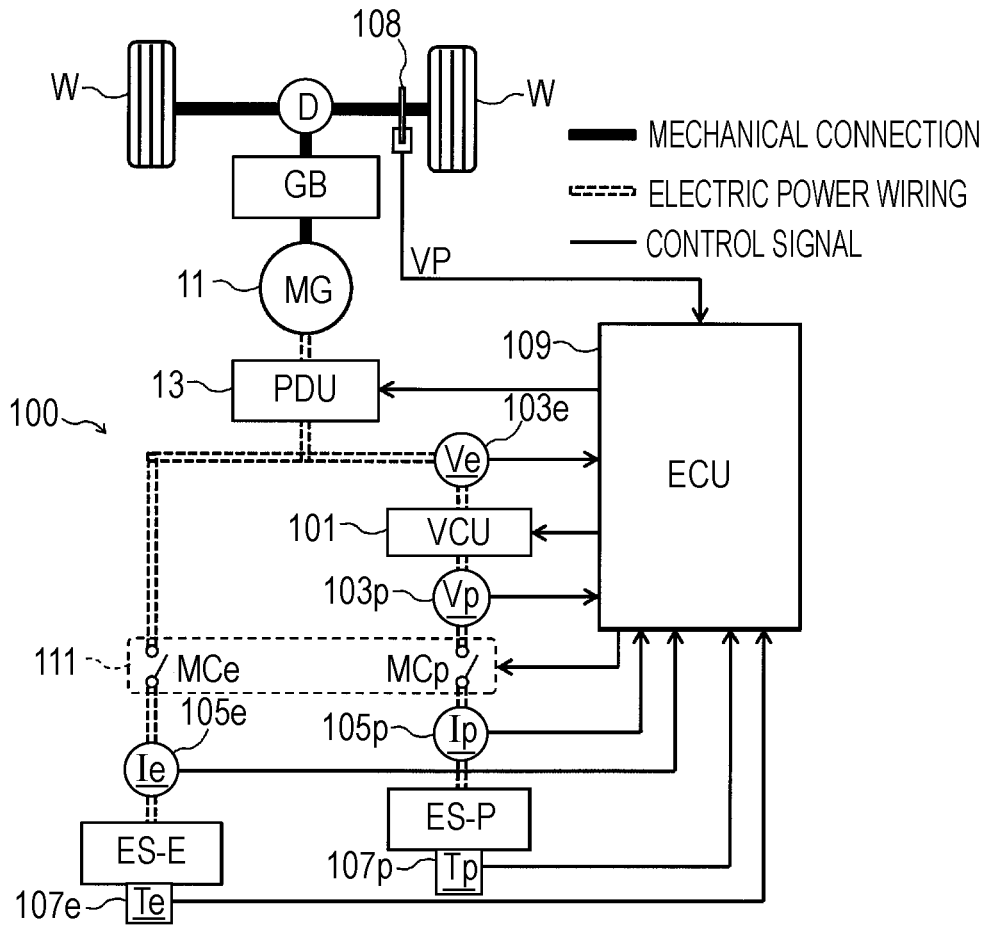 108
W
D
W
MECHANICAL CONNECTION
GB
ELECTRIC POWER WIRING
CONTROL SIGNAL
VP
11
MG
109
13
PDU
100
103e
Ve
ECU
101
VCU
103p
Vp
111
MCe
MCp
105e
105p
Ip
Ie
ES-P
ES-E
107p
Tp
107e
Te